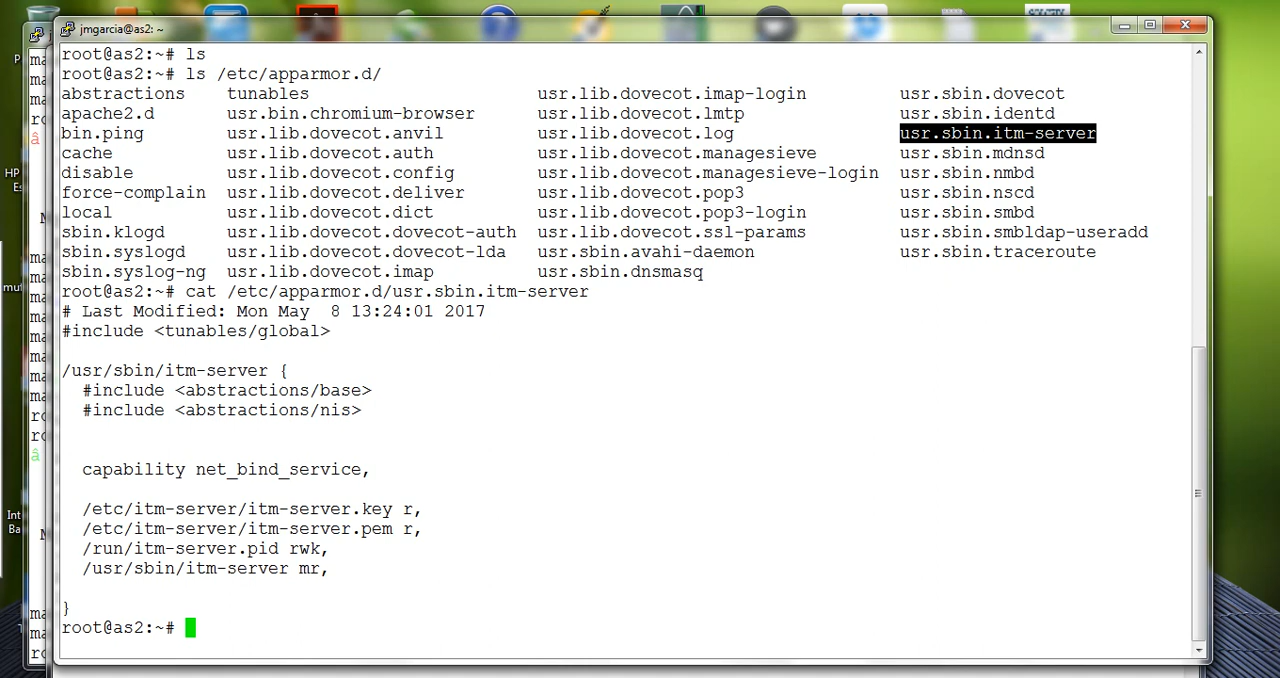 jmgarcia@as2: ~
root@as2:~# ls
root@as2:~# ls /etc/apparmor.d/
abstractions tunables usr.lib.dovecot.imap-login usr.sbin.dovecot
apache2.d usr.bin.chromium-browser usr.lib.dovecot.lmtp usr.sbin.identd
bin.ping usr.lib.dovecot.anvil usr.lib.dovecot.log usr.sbin.itm-server
cache usr.lib.dovecot.auth usr.lib.dovecot.managesieve usr.sbin.mdnsd
disable usr.lib.dovecot.config usr.lib.dovecot.managesieve-login usr.sbin.nmbd
force-complain usr.lib.dovecot.deliver usr.lib.dovecot.pop3 usr.sbin.nscd
local usr.lib.dovecot.dict usr.lib.dovecot.pop3-login usr.sbin.smbd
sbin.klogd usr.lib.dovecot.dovecot-auth usr.lib.dovecot.ssl-params usr.sbin.smbldap-useradd
sbin.syslogd usr.lib.dovecot.dovecot-lda usr.sbin.avahi-daemon usr.sbin.traceroute
sbin.syslog-ng usr.lib.dovecot.imap usr.sbin.dnsmasq
root@as2:~# cat /etc/apparmor.d/usr.sbin.itm-server
# Last Modified: Mon May  8 13:24:01 2017
#include <tunables/global>
/usr/sbin/itm-server {
#include <abstractions/base>
#include <abstractions/nis>
capability net_bind_service,
/etc/itm-server/itm-server.key r,
/etc/itm-server/itm-server.pem r,
/run/itm-server.pid rwk,
/usr/sbin/itm-server mr,
}
root@as2:~#